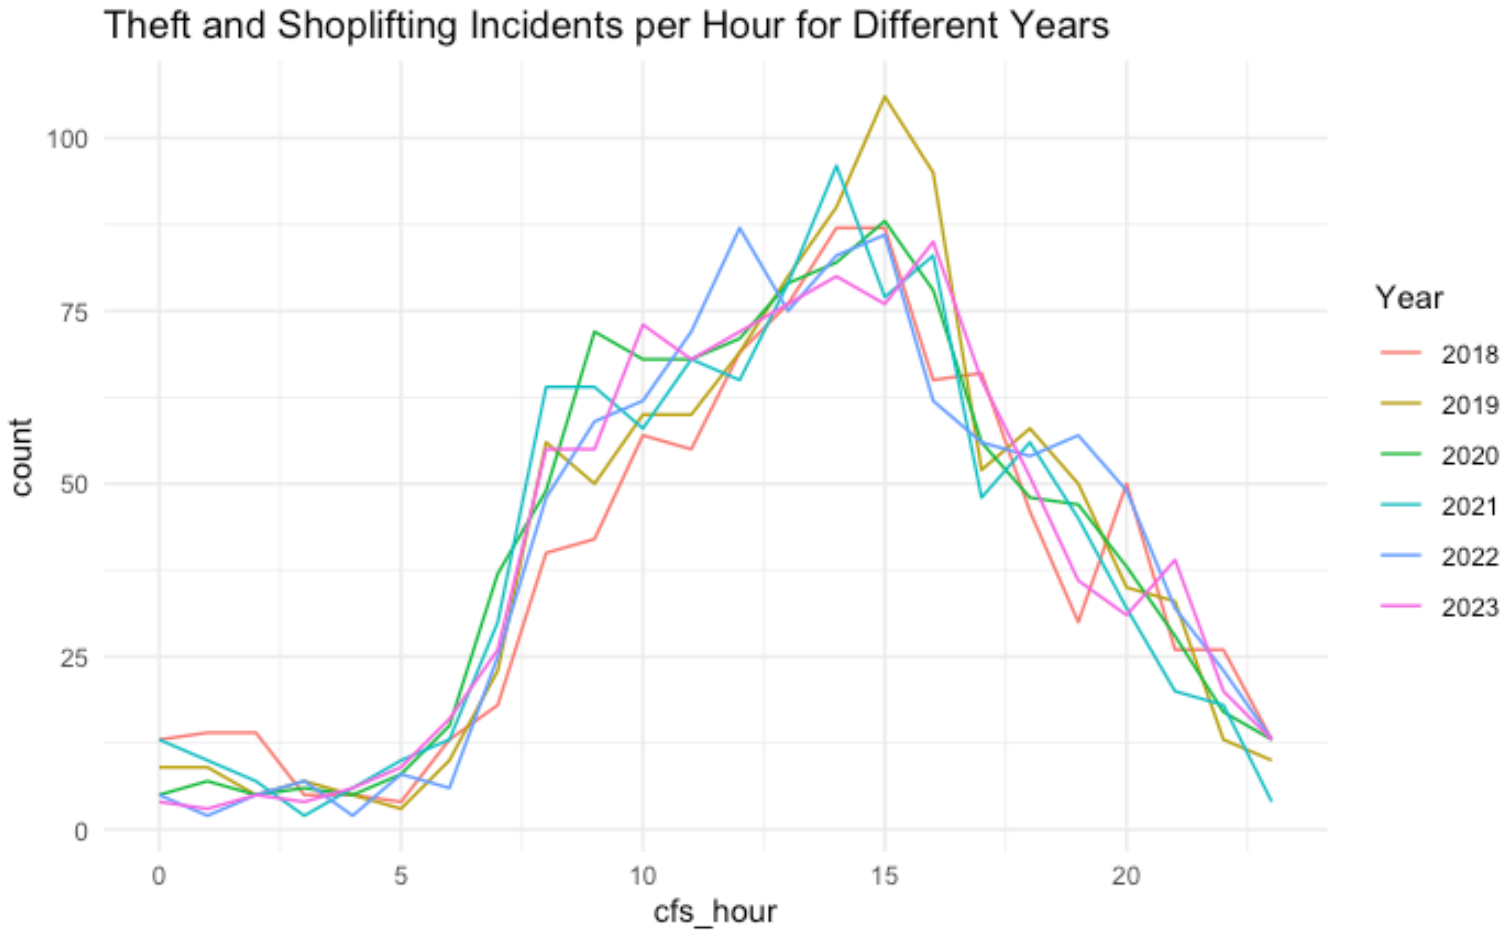 Theft and Shoplifting Incidents per Hour for Different Years
100
75
50
25
0
count
0 5 10 15 20
cfs_hour
Year
2018
2019
2020
2021
2022
2023